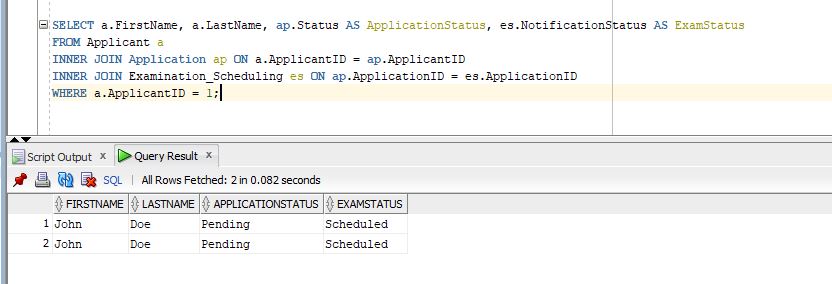 SELECT a.FirstName, a.LastName, ap.Status AS ApplicationStatus, es.NotificationStatus AS ExamStatus
FROM Applicant a
INNER JOIN Application ap ON a.ApplicantID = ap.ApplicantID
INNER JOIN Examination_Scheduling es ON ap.ApplicationID = es.ApplicationID
WHERE a.ApplicantID = 1;
Script Output x Query Result x
SQL | All Rows Fetched: 2 in 0.082 seconds
FIRSTNAME LASTNAME APPLICATIONSTATUS EXAMSTATUS
1 John Doe Pending Scheduled
2 John Doe Pending Scheduled